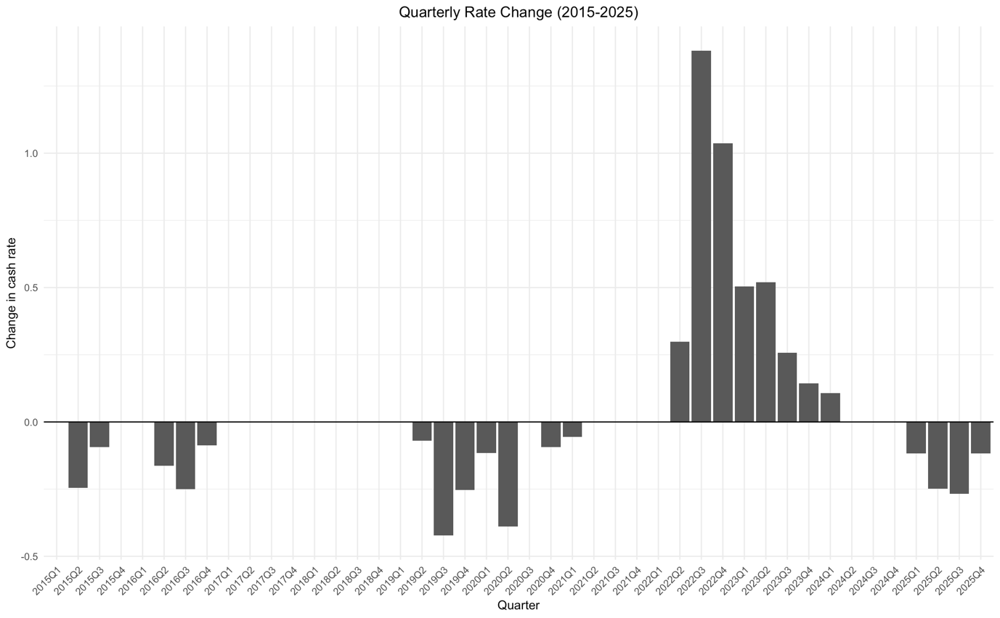 Quarterly Rate Change (2015-2025)
Change in cash rate
1.0
0.5
0.0
-0.5
2015Q1
2015Q2
2015Q3
2015Q4
2016Q1
2016Q2
2016Q3
2016Q4
2017Q1
2017Q2
2017Q3
2017Q4
2018Q1
2018Q2
2018Q3
2018Q4
2019Q1
2019Q2
2019Q3
2019Q4
2020Q1
2020Q2
2020Q3
2020Q4
2021Q1
2021Q2
2021Q3
2021Q4
2022Q1
2022Q2
2022Q3
2022Q4
2023Q1
2023Q2
2023Q3
2023Q4
2024Q1
2024Q2
2024Q3
2024Q4
2025Q1
2025Q2
2025Q3
2025Q4
Quarter